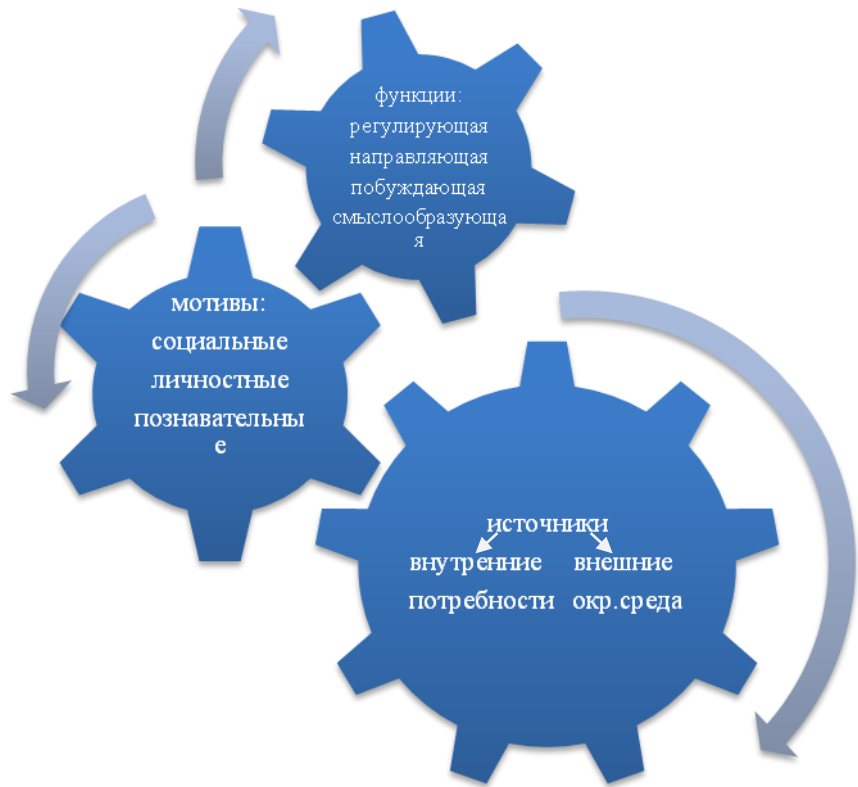 функции:
регулирующая
направляющая
побуждающая
смыслообразующа
я
мотивы:
социальные
личностные
познавательны
е
источники
внутренние внешние
потребности окр.среда